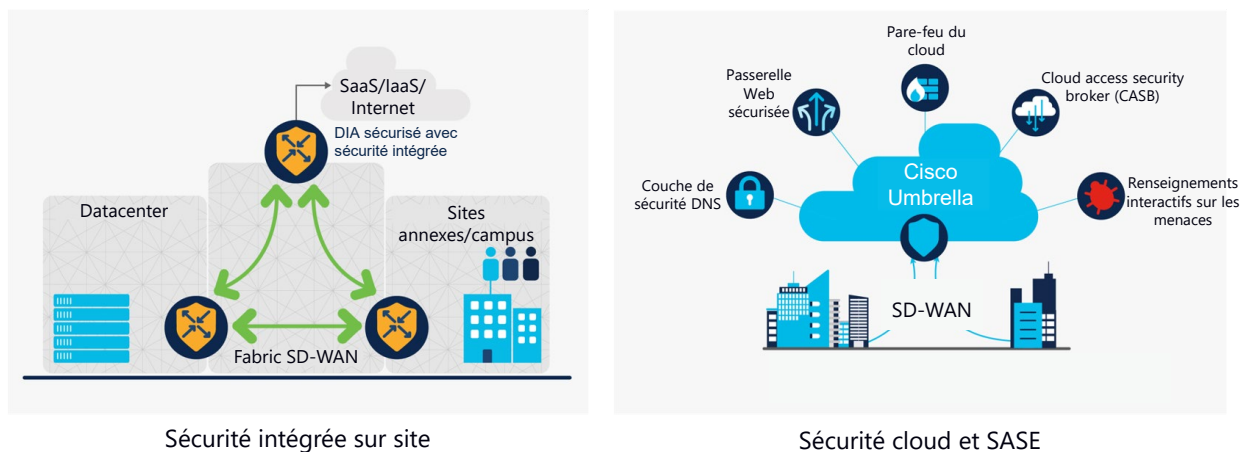 SaaS/IaaS/
Internet
DIA sécurisé avec
sécurité intégrée
Datacenter
Sites
annexes/campus
Fabric SD-WAN
Sécurité intégrée sur site
Pare-feu du
cloud
Passerelle
Web
sécurisée
Cloud access security
broker (CASB)
Couche de
sécurité DNS
Cisco
Umbrella
Renseignements
interactifs sur les
menaces
SD-WAN
Sécurité cloud et SASE